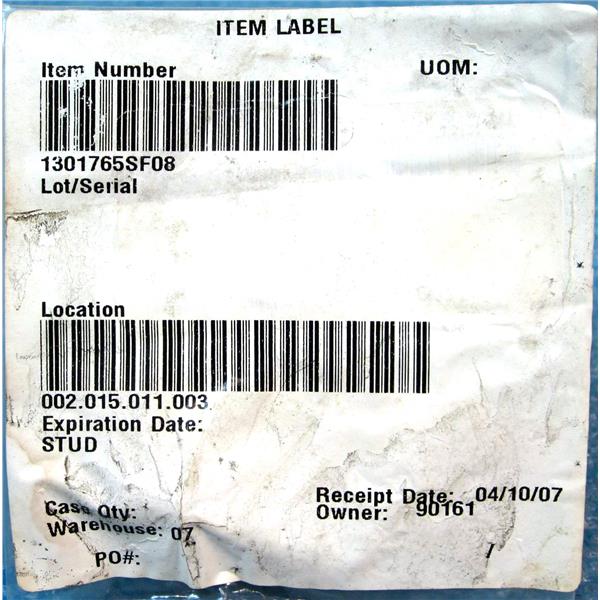 ITEM LABEL
Item Number UOM:
1301765SF08
Lot/Serial
Location
002.015.011.003
Expiration Date:
STUD
Receipt Date: 04/10/07
Case Qty:
Owner: 90161
Warehouse: 07
PO#: